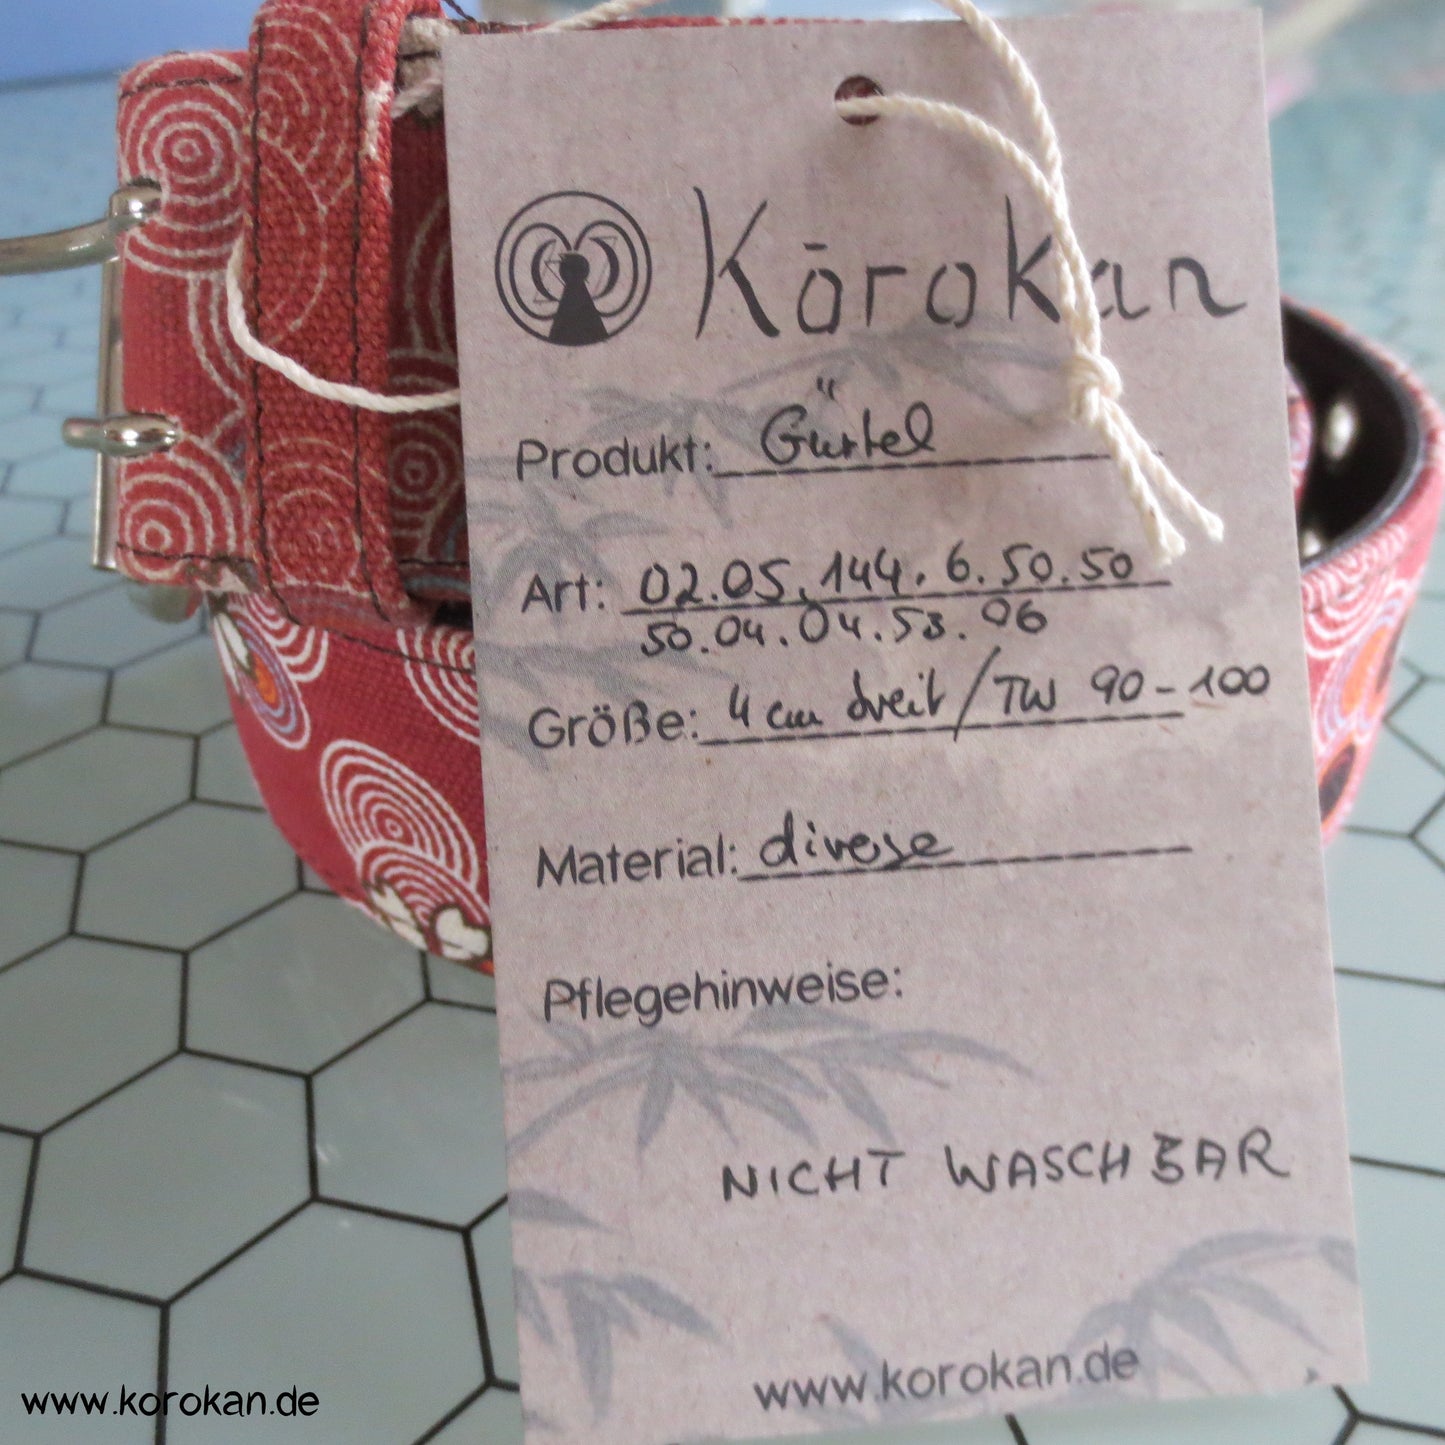 Kōrokan
Produkt: Gürtel
Art: 02.05.144.6.50.50
50.04.04.53.06
Größe: 4 cm breit / TW 90-100
Material: diverse
Pflegehinweise:
NICHT WASCHBAR
www.korokan.de
www.korokan.de